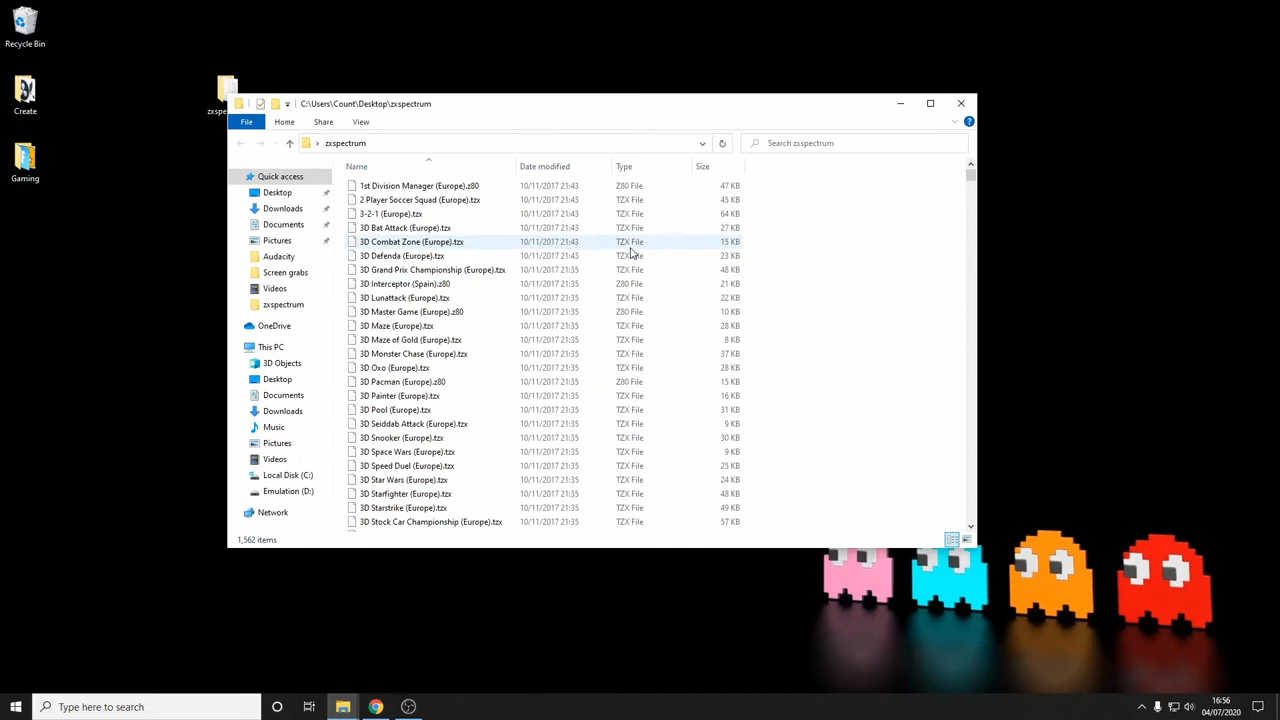 Recycle Bin
Create
Gaming
zxspe
C:\Users\Count\Desktop\zxspectrum
File Home Share View
zxspectrum
Search zxspectrum
Name Date modified Type Size
Quick access
Desktop
Downloads
Documents
Pictures
Audacity
Screen grabs
Videos
zxspectrum
OneDrive
This PC
3D Objects
Desktop
Documents
Downloads
Music
Pictures
Videos
Local Disk (C:)
Emulation (D:)
Network
1st Division Manager (Europe).z80 10/11/2017 21:43 Z80 File 47 KB
2 Player Soccer Squad (Europe).tzx 10/11/2017 21:43 TZX File 45 KB
3-2-1 (Europe).tzx 10/11/2017 21:43 TZX File 64 KB
3D Bat Attack (Europe).tzx 10/11/2017 21:43 TZX File 27 KB
3D Combat Zone (Europe).tzx 10/11/2017 21:43 TZX File 15 KB
3D Defenda (Europe).tzx 10/11/2017 21:43 TZX File 23 KB
3D Grand Prix Championship (Europe).tzx 10/11/2017 21:35 TZX File 48 KB
3D Interceptor (Spain).z80 10/11/2017 21:35 Z80 File 21 KB
3D Lunattack (Europe).tzx 10/11/2017 21:35 TZX File 22 KB
3D Master Game (Europe).z80 10/11/2017 21:35 Z80 File 10 KB
3D Maze (Europe).tzx 10/11/2017 21:35 TZX File 28 KB
3D Maze of Gold (Europe).tzx 10/11/2017 21:35 TZX File 8 KB
3D Monster Chase (Europe).tzx 10/11/2017 21:35 TZX File 37 KB
3D Oxo (Europe).tzx 10/11/2017 21:35 TZX File 28 KB
3D Pacman (Europe).z80 10/11/2017 21:35 Z80 File 15 KB
3D Painter (Europe).tzx 10/11/2017 21:35 TZX File 16 KB
3D Pool (Europe).tzx 10/11/2017 21:35 TZX File 31 KB
3D Seiddab Attack (Europe).tzx 10/11/2017 21:35 TZX File 9 KB
3D Snooker (Europe).tzx 10/11/2017 21:35 TZX File 30 KB
3D Space Wars (Europe).tzx 10/11/2017 21:35 TZX File 9 KB
3D Speed Duel (Europe).tzx 10/11/2017 21:35 TZX File 25 KB
3D Star Wars (Europe).tzx 10/11/2017 21:35 TZX File 24 KB
3D Starfighter (Europe).tzx 10/11/2017 21:35 TZX File 48 KB
3D Starstrike (Europe).tzx 10/11/2017 21:35 TZX File 49 KB
3D Stock Car Championship (Europe).tzx 10/11/2017 21:35 TZX File 57 KB
1,562 items
Type here to search
16:56
04/07/2020